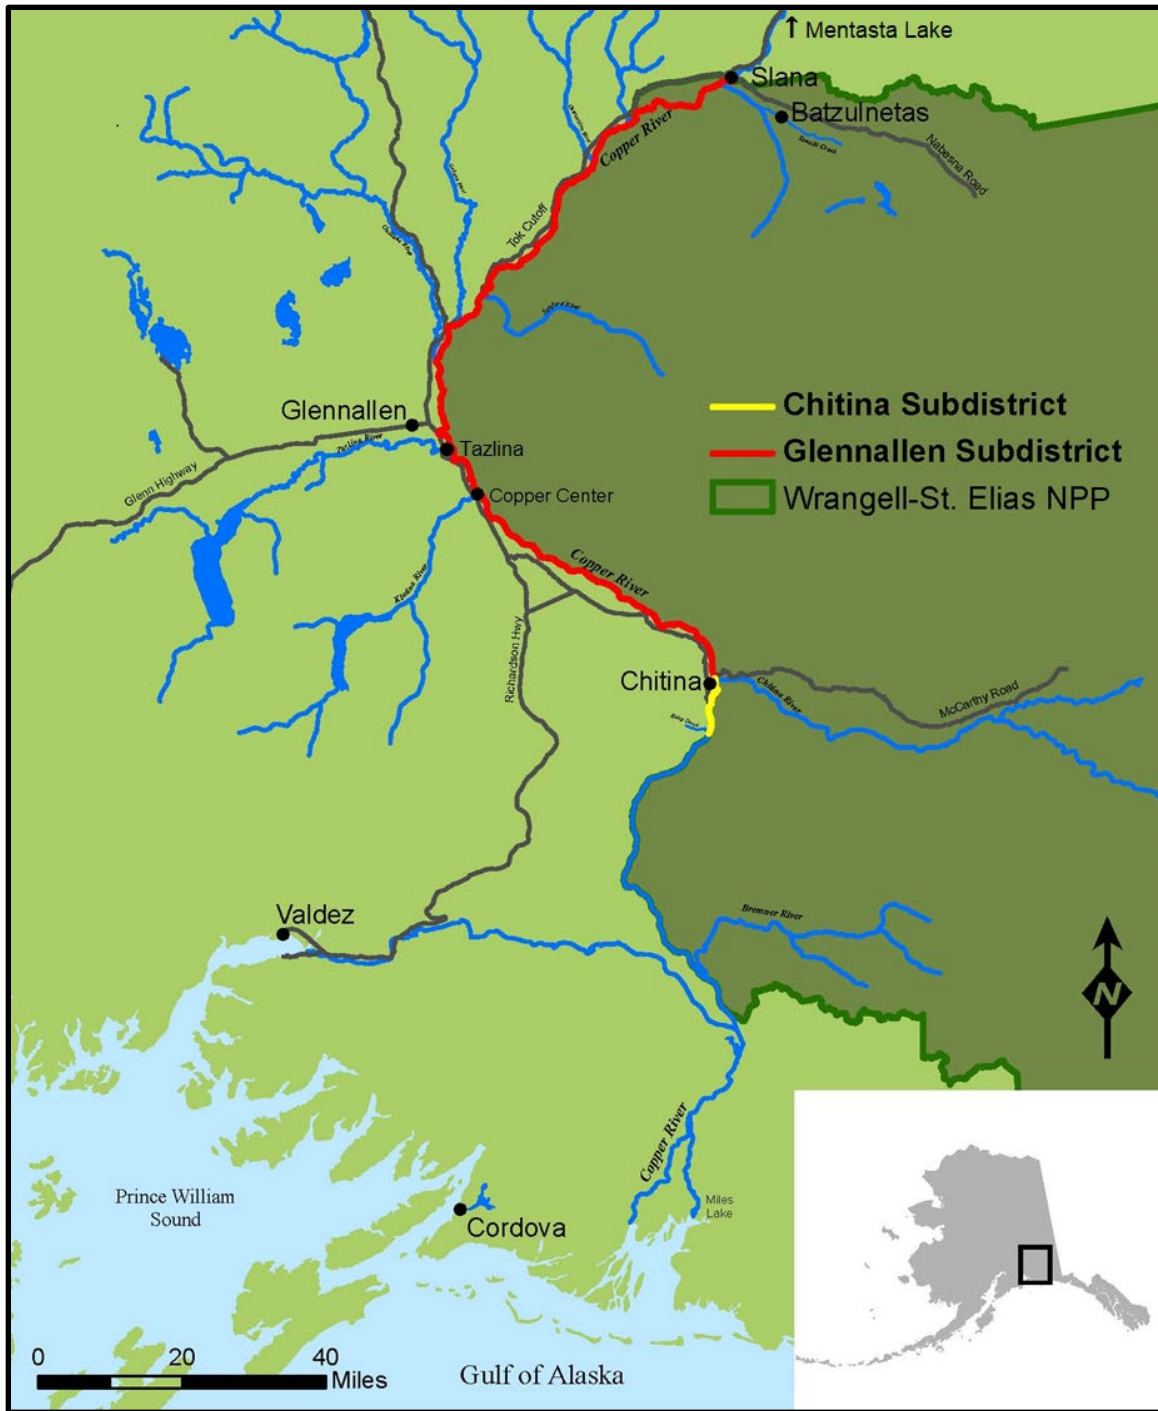 ↑ Mentasta Lake
Slana
Batzulnetas
Copper River
Nabesna Road
Tok Cutoff
Chitina Subdistrict
Glennallen Subdistrict
Wrangell-St. Elias NPP
Glennallen
Tazlina River
Tazlina
Glenn Highway
Copper Center
Klutina River
Copper River
Richardson Hwy
Chitina
Chitina River
McCarthy Road
Valdez
Bremner River
N
Copper River
Prince William
Sound
Miles
Lake
Cordova
0 20 40
Miles
Gulf of Alaska